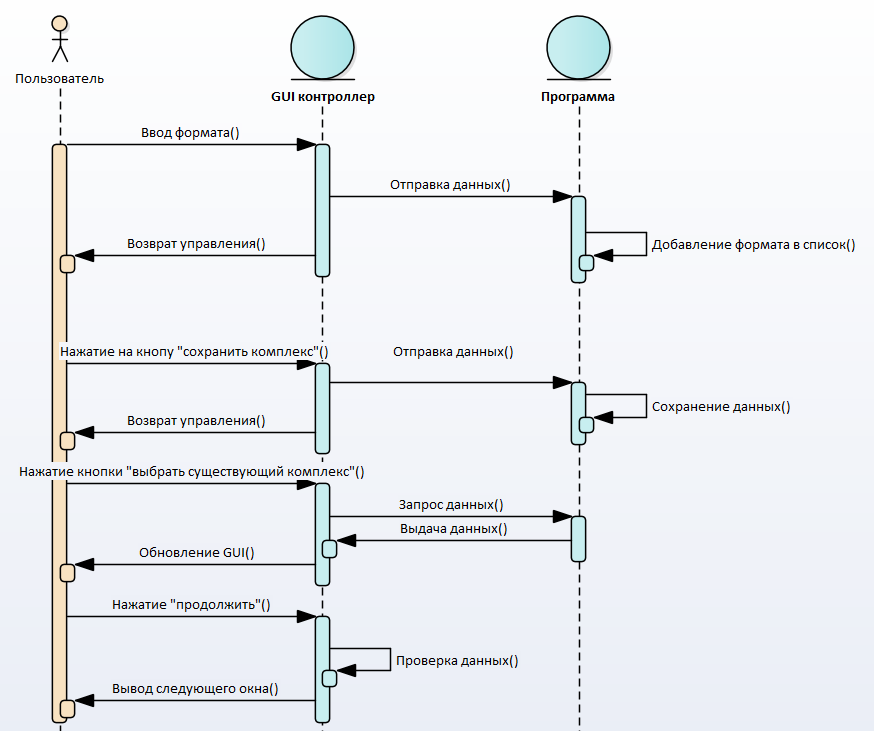 Пользователь
GUI контроллер
Программа
Ввод формата()
Отправка данных()
Возврат управления()
Добавление формата в список()
Нажатие на кнопу "сохранить комплекс"()
Отправка данных()
Сохранение данных()
Возврат управления()
Нажатие кнопки "выбрать существующий комплекс"()
Запрос данных()
Выдача данных()
Обновление GUI()
Нажатие "продолжить"()
Проверка данных()
Вывод следующего окна()